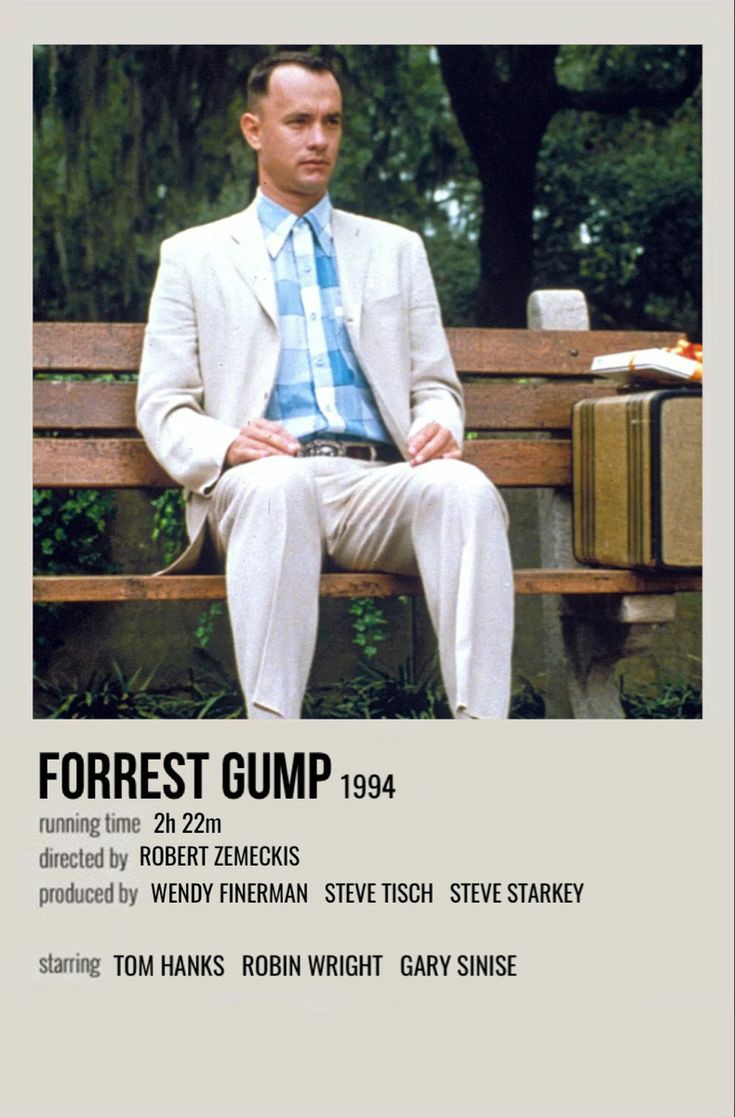 FORREST GUMP 1994
running time 2h 22m
directed by ROBERT ZEMECKIS
produced by WENDY FINERMAN STEVE TISCH STEVE STARKEY
starring TOM HANKS ROBIN WRIGHT GARY SINISE